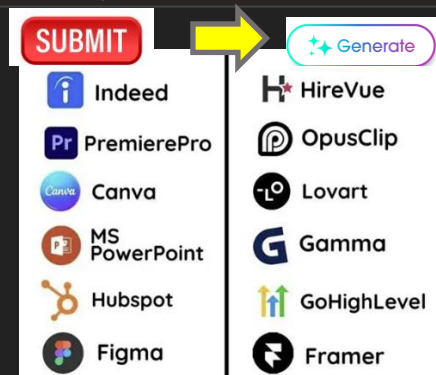 SUBMIT
Generate
Indeed
HireVue
Pr PremierePro
OpusClip
Canva Canva
Lovart
P MS
PowerPoint
Gamma
Hubspot
GoHighLevel
Figma
Framer